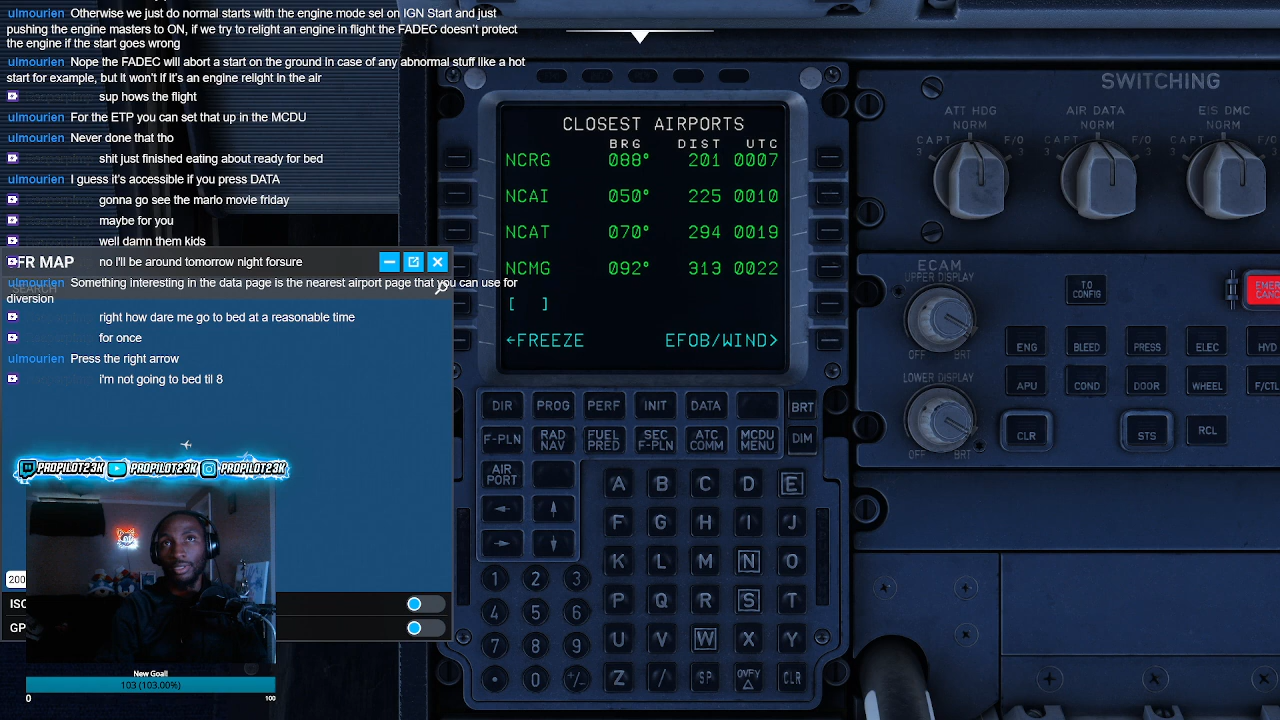 ulmourien Otherwise we just do normal starts with the engine mode sel on IGN Start and just
pushing the engine masters to ON, if we try to relight an engine in flight the FADEC doesn't protect
the engine if the start goes wrong
ulmourien Nope the FADEC will abort a start on the ground in case of any abnormal stuff like a hot
start for example, but it won't if it's an engine relight in the air
sup hows the flight
ulmourien For the ETP you can set that up in the MCDU
ulmourien Never done that tho
shit just finished eating about ready for bed
ulmourien I guess it's accessible if you press DATA
gonna go see the mario movie friday
maybe for you
well damn them kids
no I'll be around tomorrow night forsure
FR MAP
ulmourien Something interesting in the data page is the nearest airport page that you can use for
diversion
SEARCH
right how dare me go to bed at a reasonable time
for once
ulmourien Press the right arrow
i'm not going to bed til 8
PROPILOT23K PROPILOT23K PROPILOT23K
200
ISO
GP
New Goal!
103 (103.00%)
0 100
CLOSEST AIRPORTS
BRG DIST UTC
NCRG 088° 201 0007
NCAI 050° 225 0010
NCAT 070° 294 0019
NCMG 092° 313 0022
[ ]
←FREEZE EFOB/WIND>
DIR PROG PERF INIT DATA BRT
F-PLN RAD NAV FUEL PRED SEC F-PLN ATC COMM MCDU MENU DIM
AIR PORT
← ↑
→ ↓
A B C D E
F G H I J
K L M N O
P Q R S T
U V W X Y
Z / SP OVFY △ CLR
1 2 3
4 5 6
7 8 9
. 0 +/-
SWITCHING
ATT HDG AIR DATA EIS DMC
NORM NORM NORM
CAPT F/O CAPT F/O CAPT F/O
3 3 3 3 3 3
ECAM
UPPER DISPLAY
OFF BRT
TO CONFIG
EMER CANC
ENG BLEED PRESS ELEC HYD
LOWER DISPLAY
APU COND DOOR WHEEL F/CTL
OFF BRT
CLR STS RCL